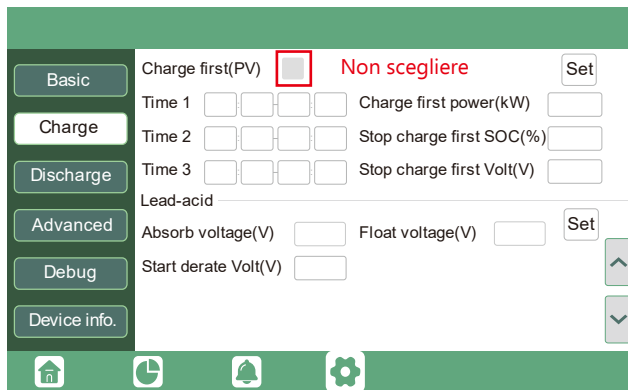 Basic
Charge
Discharge
Advanced
Debug
Device info.
Charge first(PV) Non scegliere Set
Time 1 : - : Charge first power(kW)
Time 2 : - : Stop charge first SOC(%)
Time 3 : - : Stop charge first Volt(V)
Lead-acid
Absorb voltage(V) Float voltage(V) Set
Start derate Volt(V)